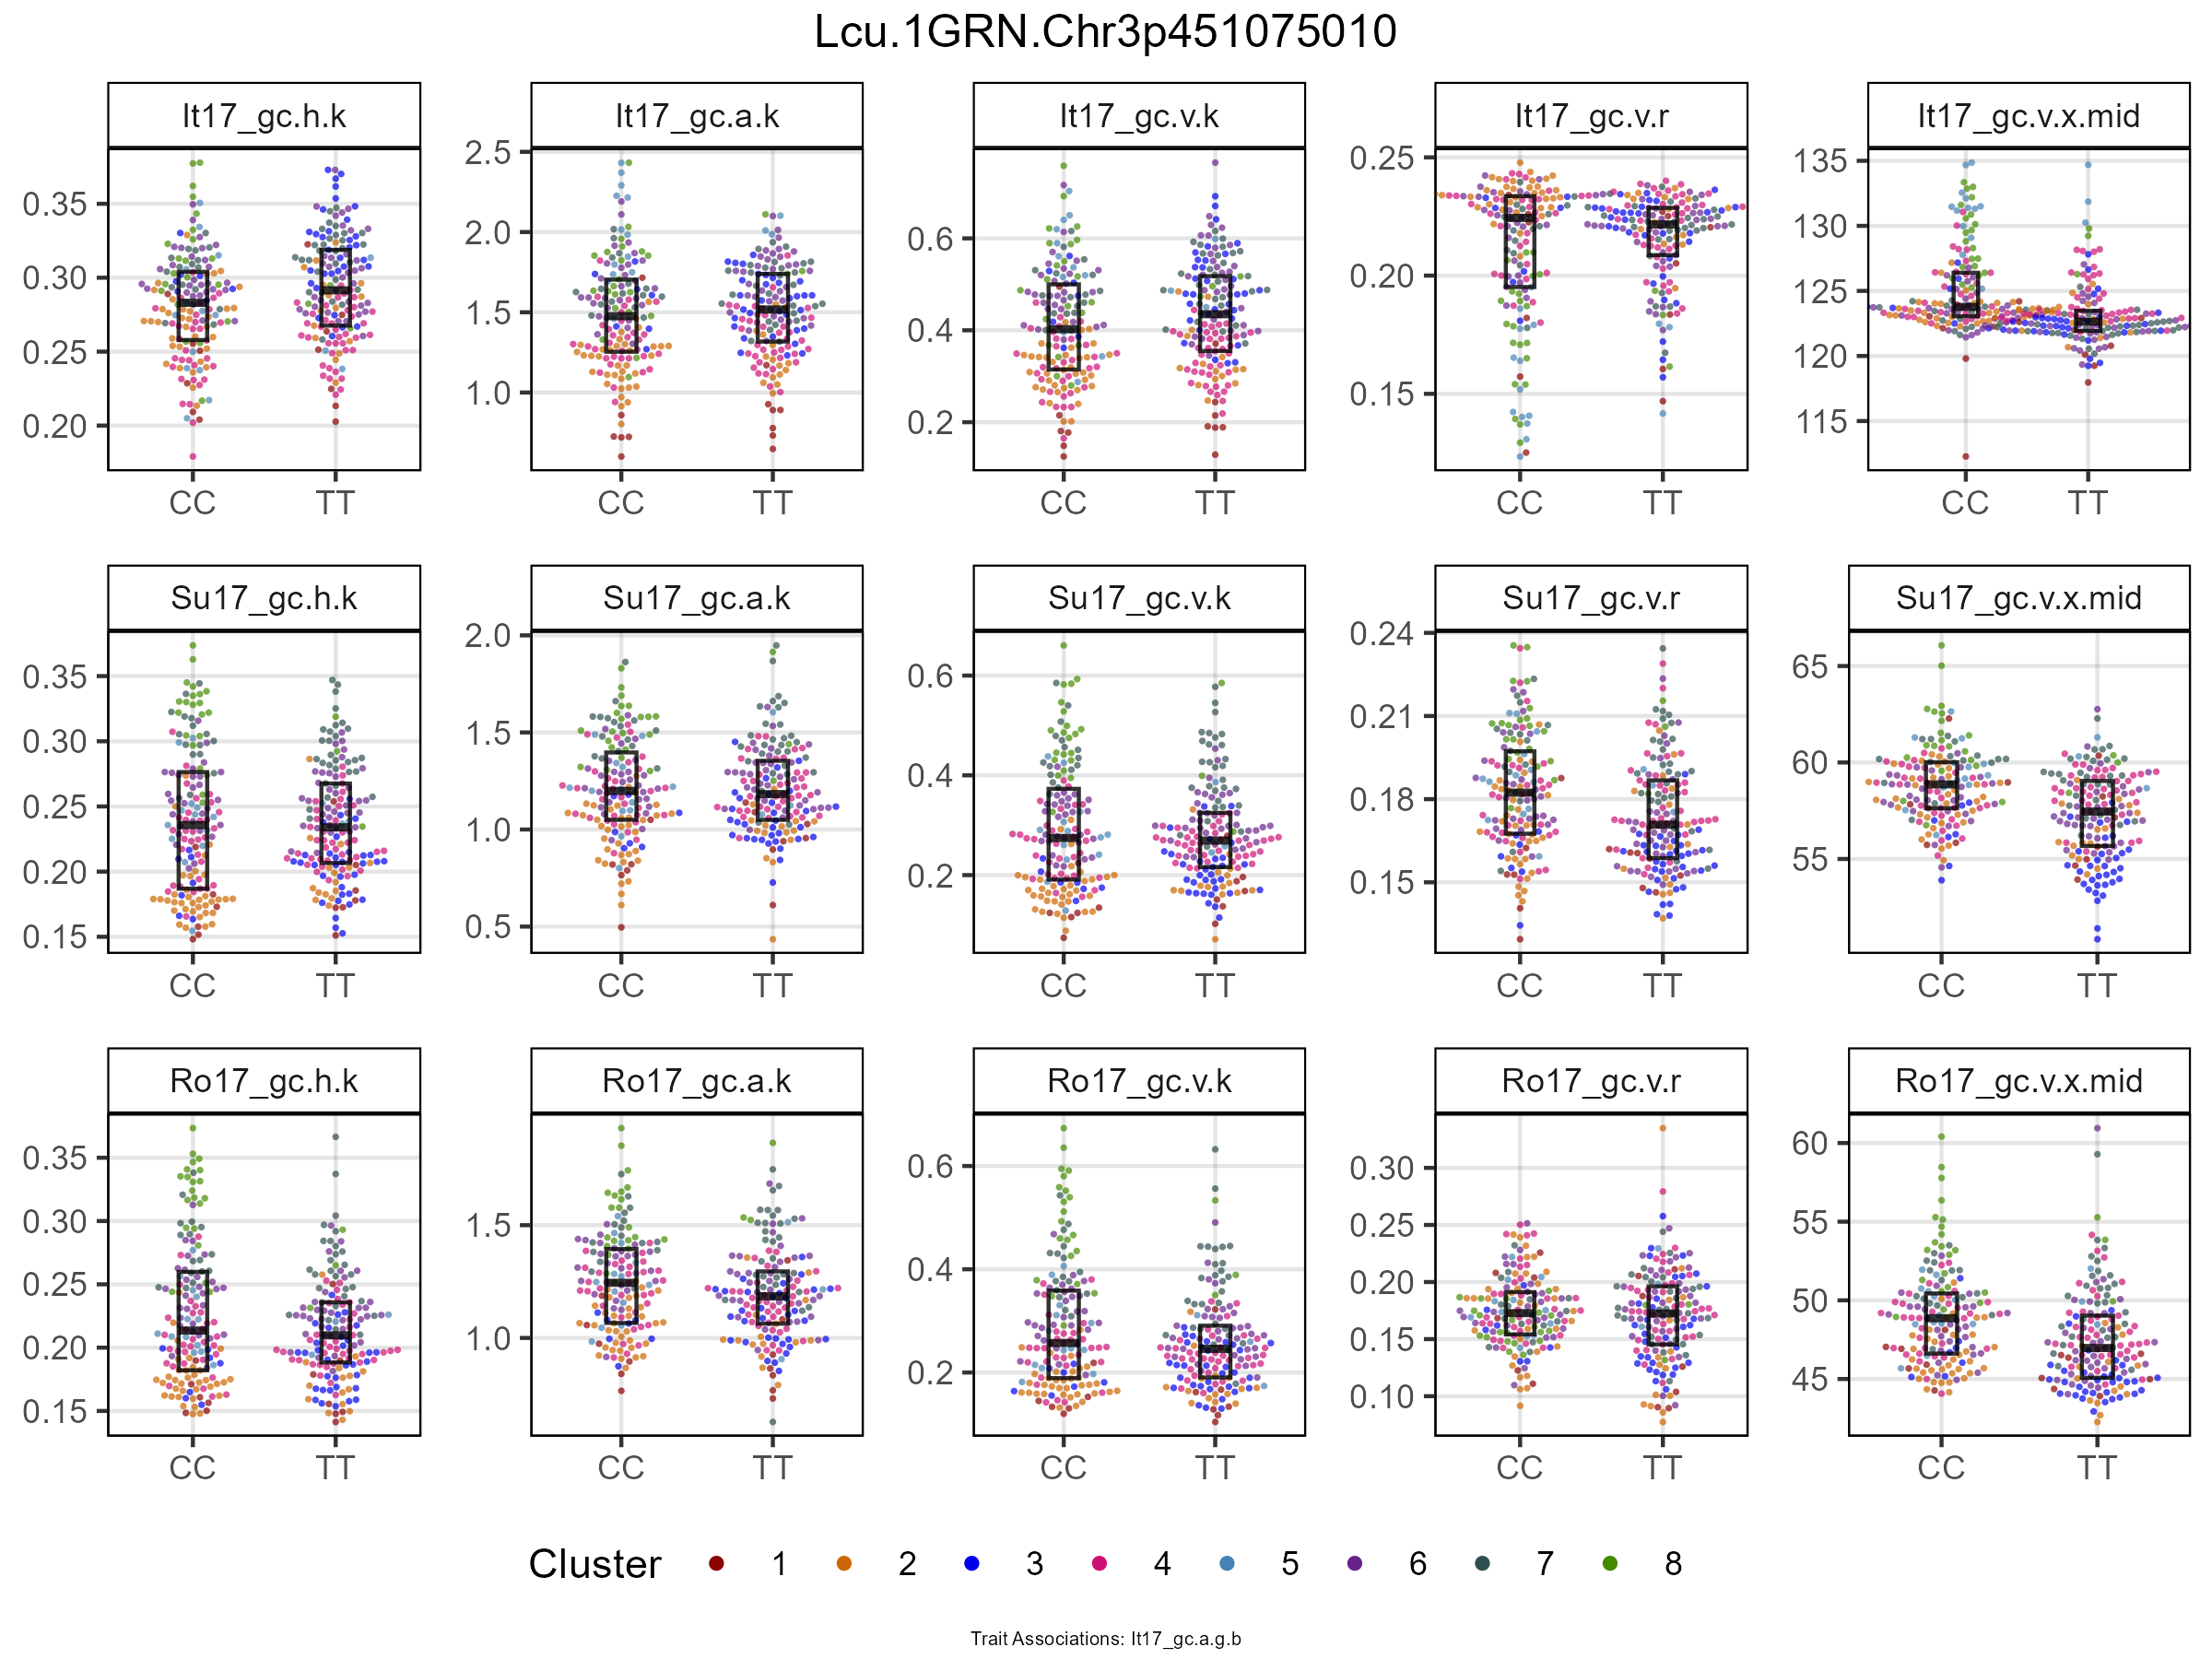 Lcu.1GRN.Chr3p451075010
It17_gc.h.k It17_gc.a.k It17_gc.v.k It17_gc.v.r It17_gc.v.x.mid
0.35 0.30 0.25 0.20
2.5 2.0 1.5 1.0
0.6 0.4 0.2
0.25 0.20 0.15
135 130 125 120 115
CC TT CC TT CC TT CC TT CC TT
Su17_gc.h.k Su17_gc.a.k Su17_gc.v.k Su17_gc.v.r Su17_gc.v.x.mid
0.35 0.30 0.25 0.20 0.15
2.0 1.5 1.0 0.5
0.6 0.4 0.2
0.24 0.21 0.18 0.15
65 60 55
CC TT CC TT CC TT CC TT CC TT
Ro17_gc.h.k Ro17_gc.a.k Ro17_gc.v.k Ro17_gc.v.r Ro17_gc.v.x.mid
0.35 0.30 0.25 0.20 0.15
1.5 1.0
0.6 0.4 0.2
0.30 0.25 0.20 0.15 0.10
60 55 50 45
CC TT CC TT CC TT CC TT CC TT
Cluster 1 2 3 4 5 6 7 8
Trait Associations: It17_gc.a.g.b